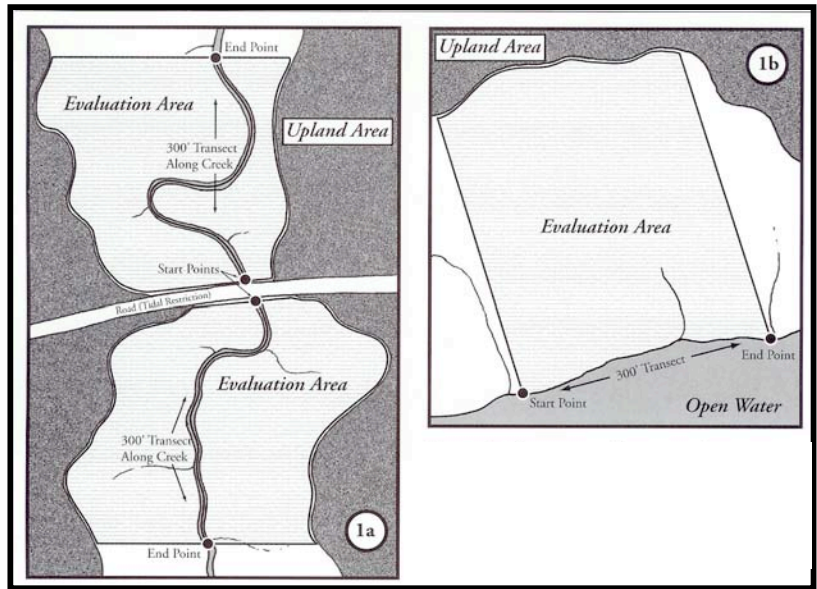 End Point
Evaluation Area
Upland Area
300' Transect
Along Creek
Start Points
Road (Tidal Restriction)
Evaluation Area
300' Transect
Along Creek
1a
End Point
Upland Area
1b
Evaluation Area
300' Transect
End Point
Start Point
Open Water